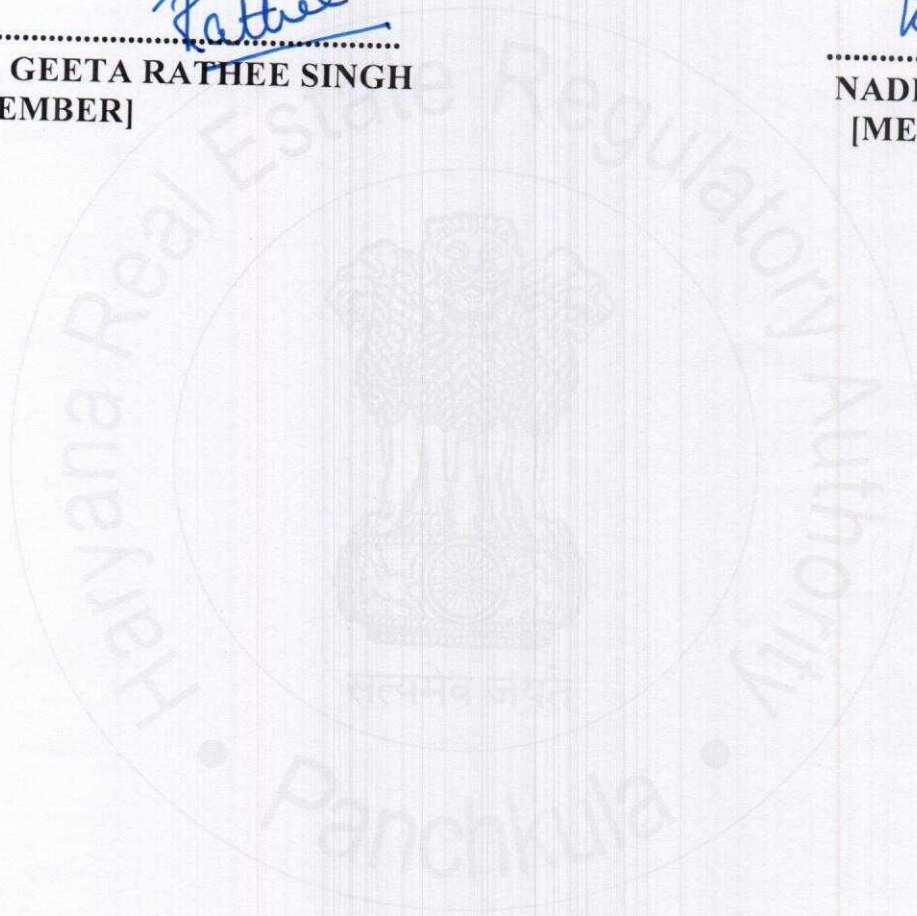 Rathee
GEETA RATHEE SINGH
EMBER]
NADI
[ME
Haryana Real Estate Regulatory Authority
सत्यमेव जयते
• Panchkula •